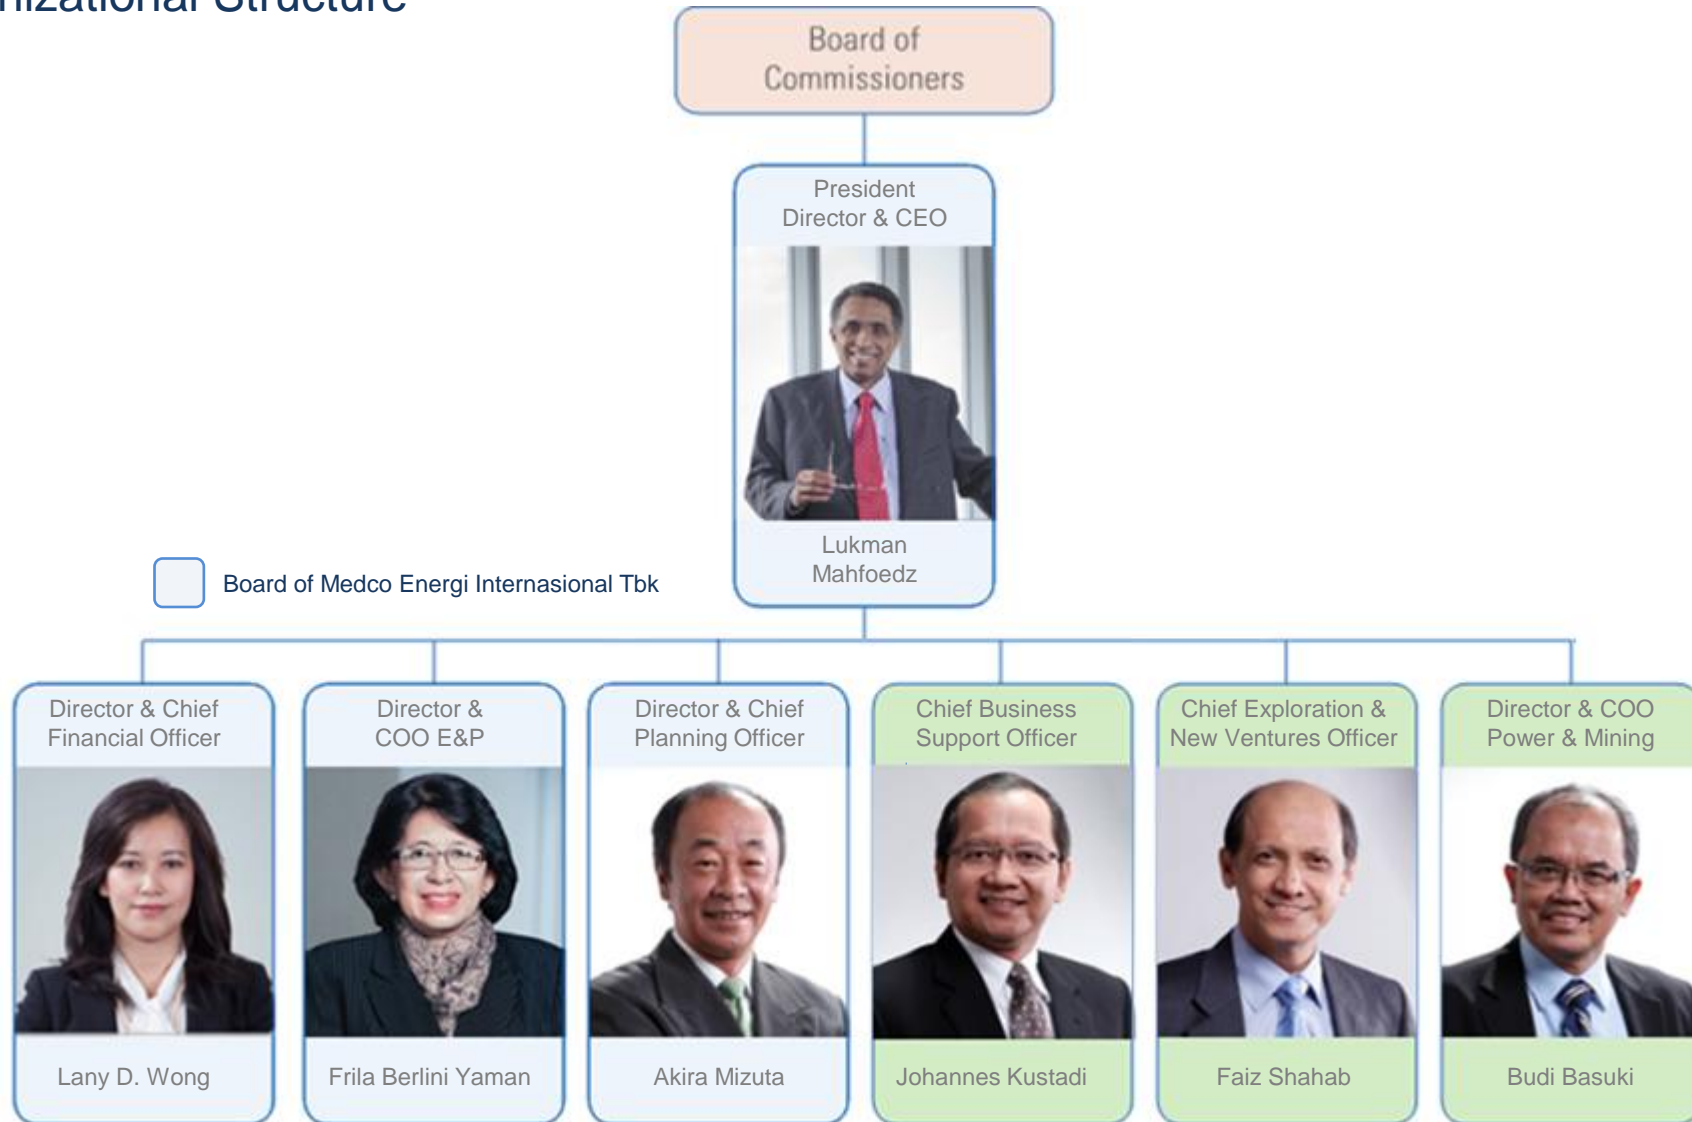 nizational Structure
Board of
Commissioners
President
Director & CEO
Lukman
Mahfoedz
Board of Medco Energi Internasional Tbk
Director & Chief
Financial Officer
Lany D. Wong
Director &
COO E&P
Frila Berlini Yaman
Director & Chief
Planning Officer
Akira Mizuta
Chief Business
Support Officer
Johannes Kustadi
Chief Exploration &
New Ventures Officer
Faiz Shahab
Director & COO
Power & Mining
Budi Basuki